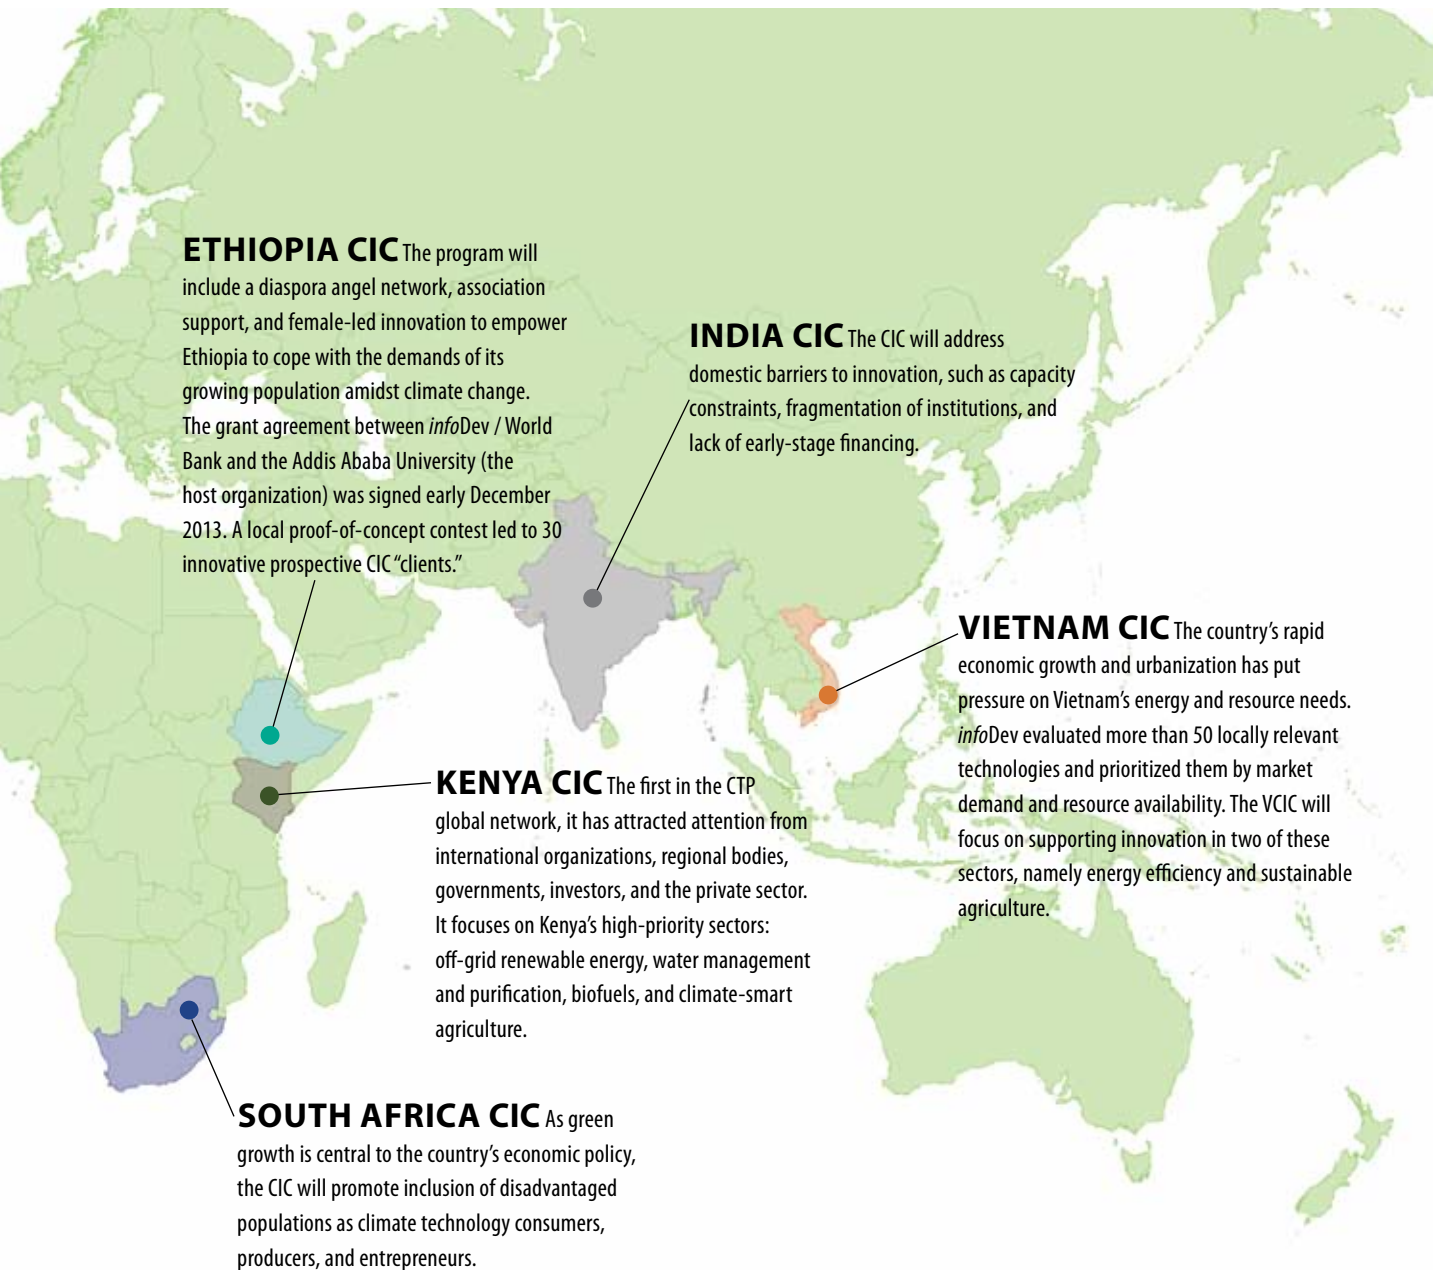 ETHIOPIA CIC The program will
include a diaspora angel network, association
support, and female-led innovation to empower
Ethiopia to cope with the demands of its
growing population amidst climate change.
The grant agreement between infoDev / World
Bank and the Addis Ababa University (the
host organization) was signed early December
2013. A local proof-of-concept contest led to 30
innovative prospective CIC “clients.”
INDIA CIC The CIC will address
domestic barriers to innovation, such as capacity
constraints, fragmentation of institutions, and
lack of early-stage financing.
VIETNAM CIC The country’s rapid
economic growth and urbanization has put
pressure on Vietnam’s energy and resource needs.
infoDev evaluated more than 50 locally relevant
technologies and prioritized them by market
demand and resource availability. The VCIC will
focus on supporting innovation in two of these
sectors, namely energy efficiency and sustainable
agriculture.
KENYA CIC The first in the CTP
global network, it has attracted attention from
international organizations, regional bodies,
governments, investors, and the private sector.
It focuses on Kenya’s high-priority sectors:
off-grid renewable energy, water management
and purification, biofuels, and climate-smart
agriculture.
SOUTH AFRICA CIC As green
growth is central to the country’s economic policy,
the CIC will promote inclusion of disadvantaged
populations as climate technology consumers,
producers, and entrepreneurs.